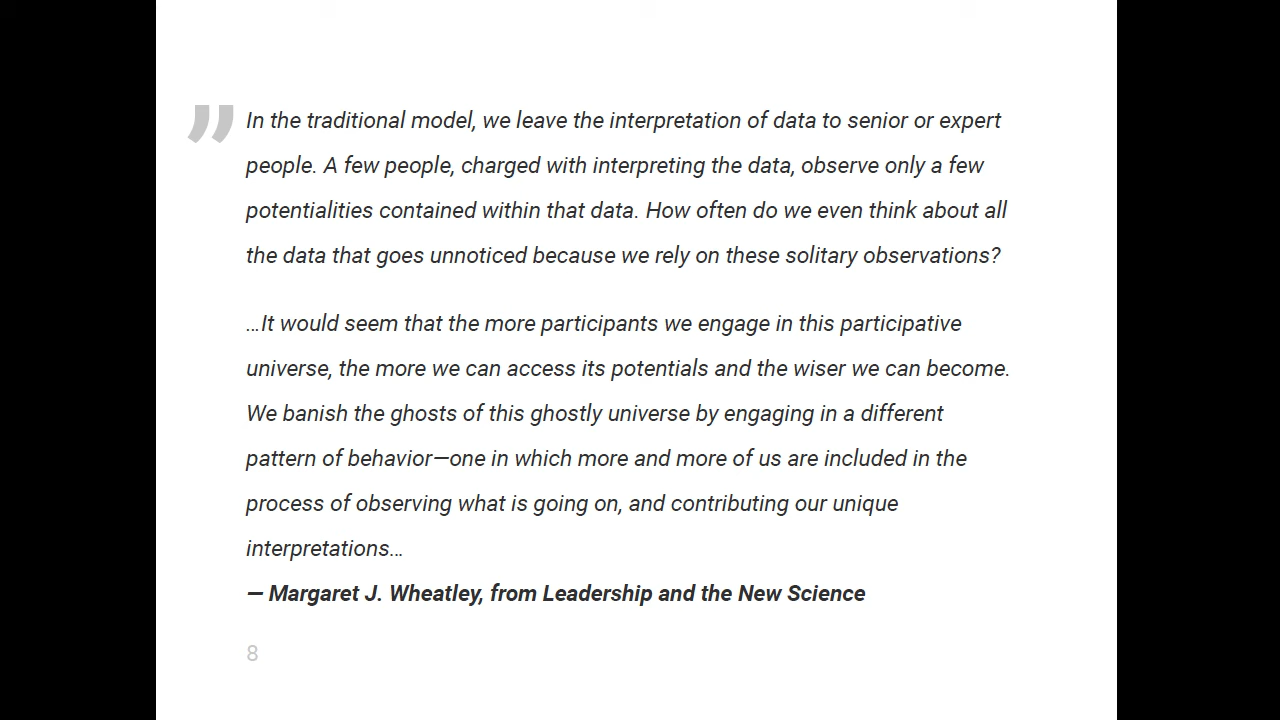 ”
In the traditional model, we leave the interpretation of data to senior or expert
people. A few people, charged with interpreting the data, observe only a few
potentialities contained within that data. How often do we even think about all
the data that goes unnoticed because we rely on these solitary observations?
…It would seem that the more participants we engage in this participative
universe, the more we can access its potentials and the wiser we can become.
We banish the ghosts of this ghostly universe by engaging in a different
pattern of behavior—one in which more and more of us are included in the
process of observing what is going on, and contributing our unique
interpretations…
— Margaret J. Wheatley, from Leadership and the New Science
8